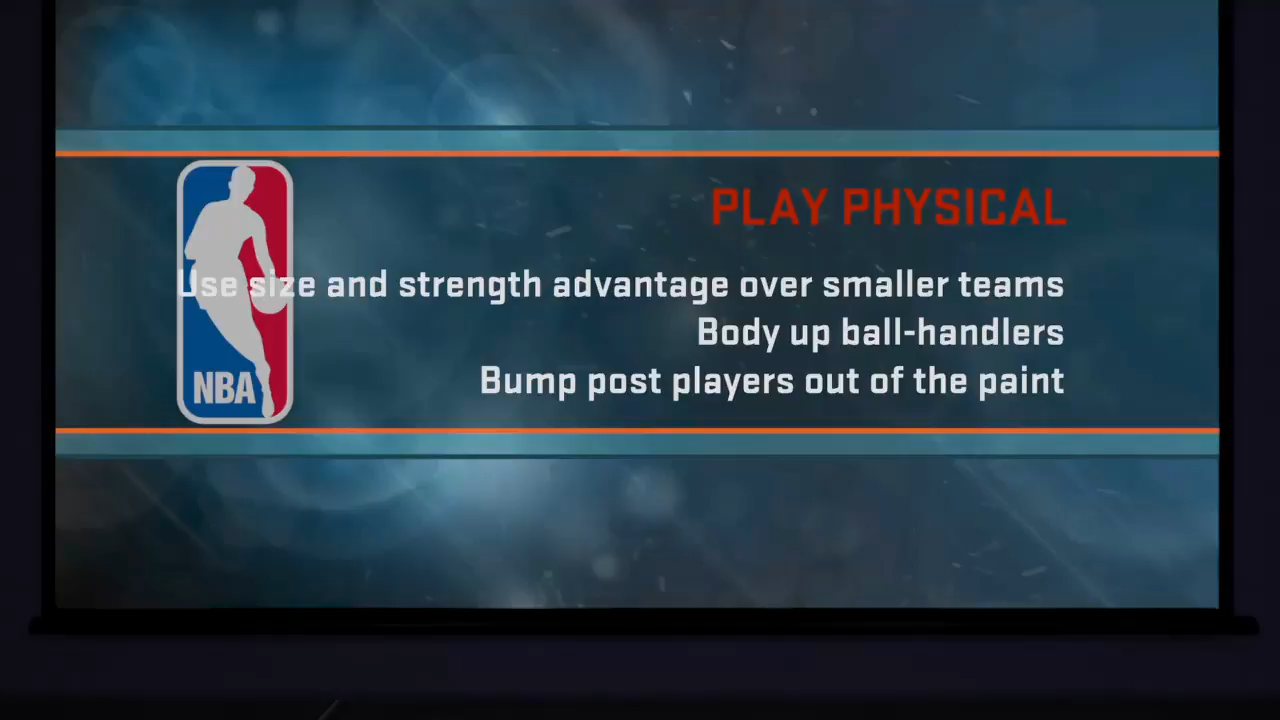 PLAY PHYSICAL
Use size and strength advantage over smaller teams
Body up ball-handlers
Bump post players out of the paint
NBA